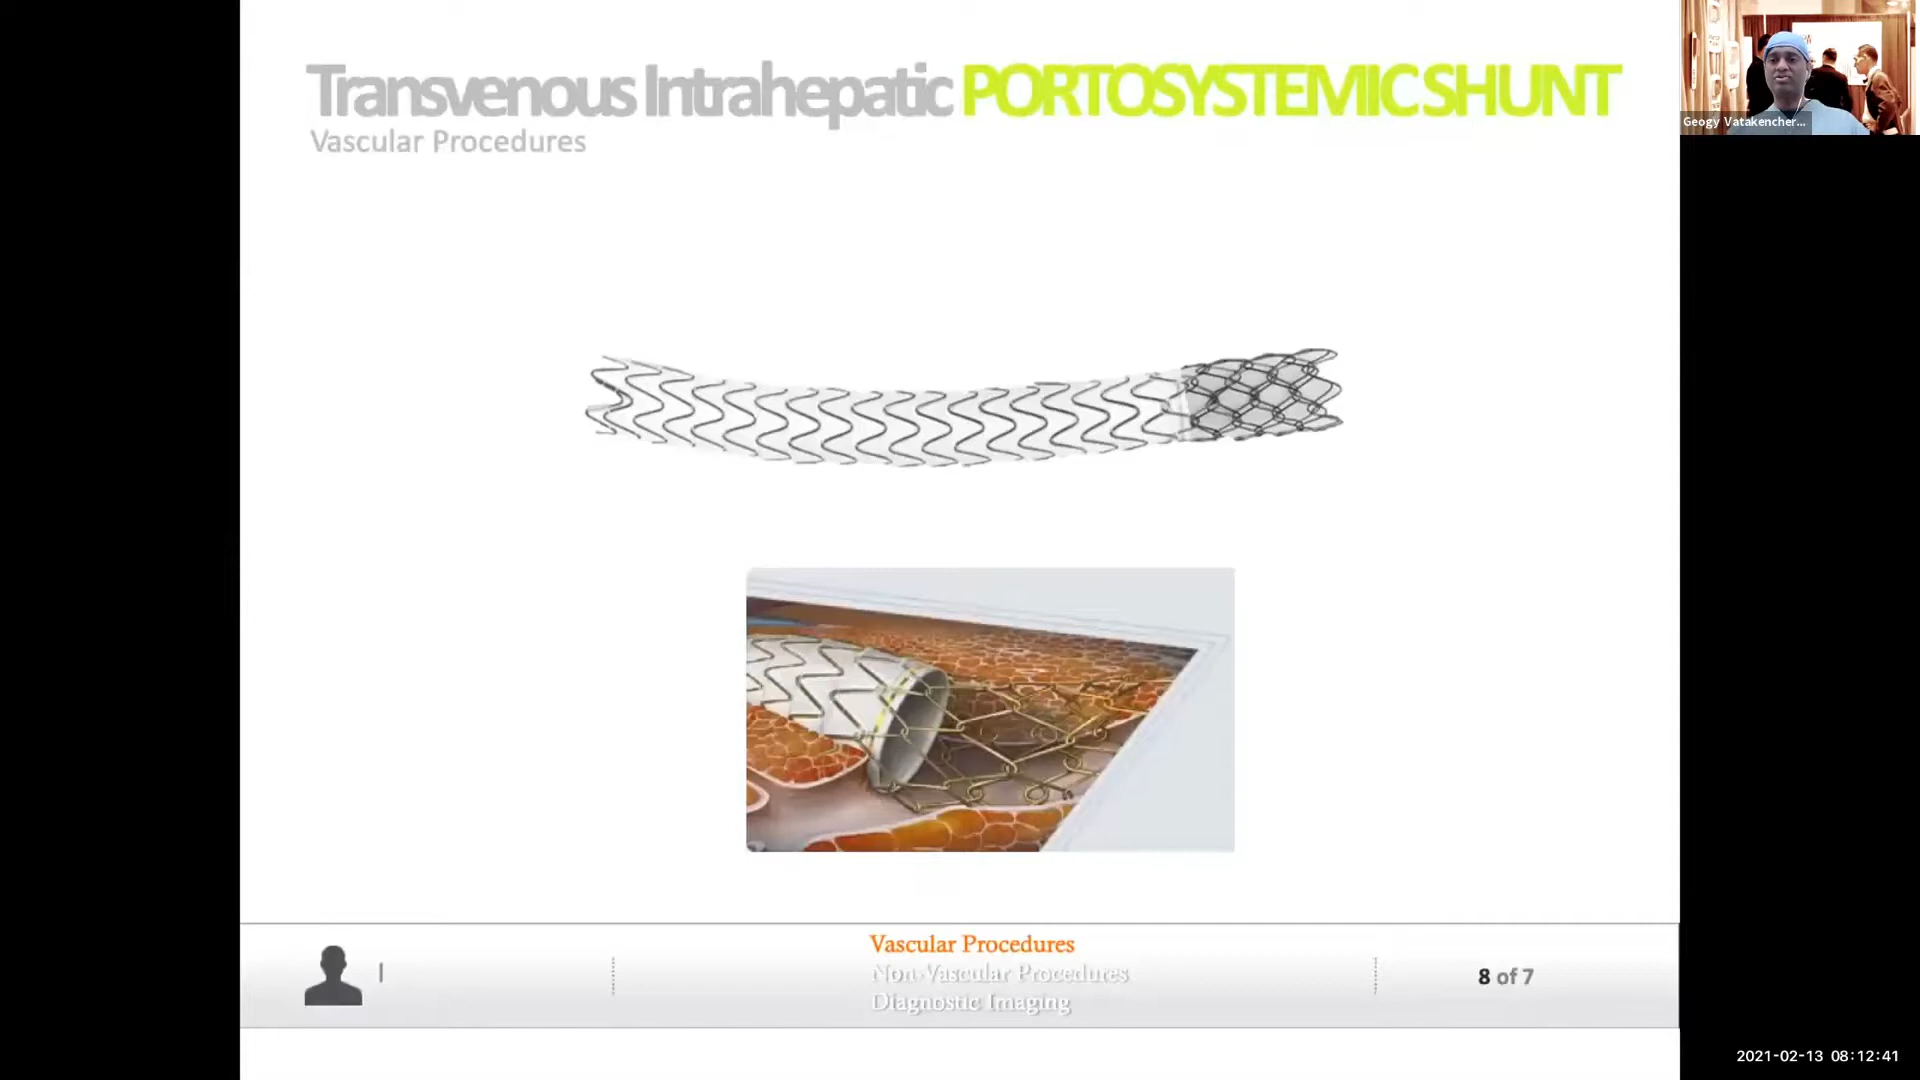 Transvenous Intrahepatic PORTOSYSTEMIC SHUNT
Vascular Procedures
Geogy Vatakencher...
Vascular Procedures
Non-Vascular Procedures
Diagnostic Imaging
8 of 7
2021-02-13 08:12:41